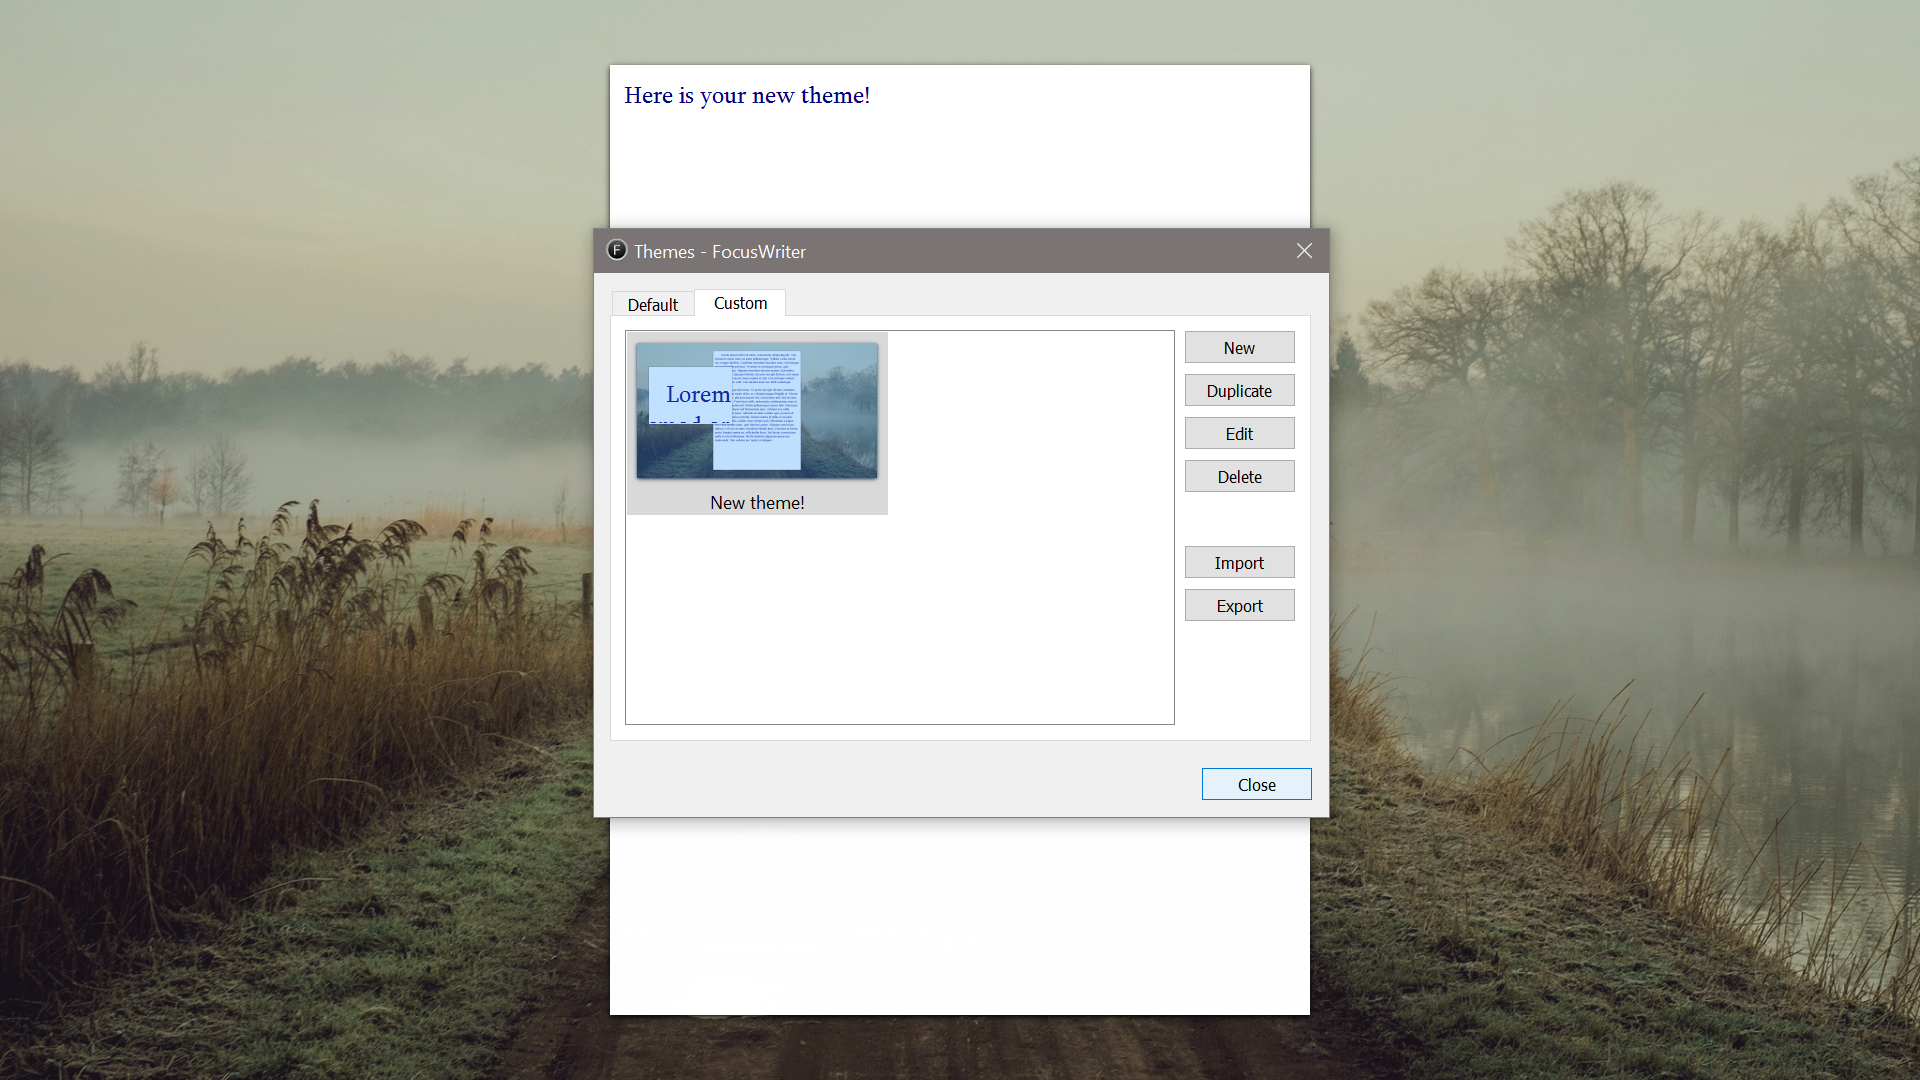 Here is your new theme!
F Themes - FocusWriter
Default Custom
New
Duplicate
Edit
Delete
Import
Export
Lorem
New theme!
Close